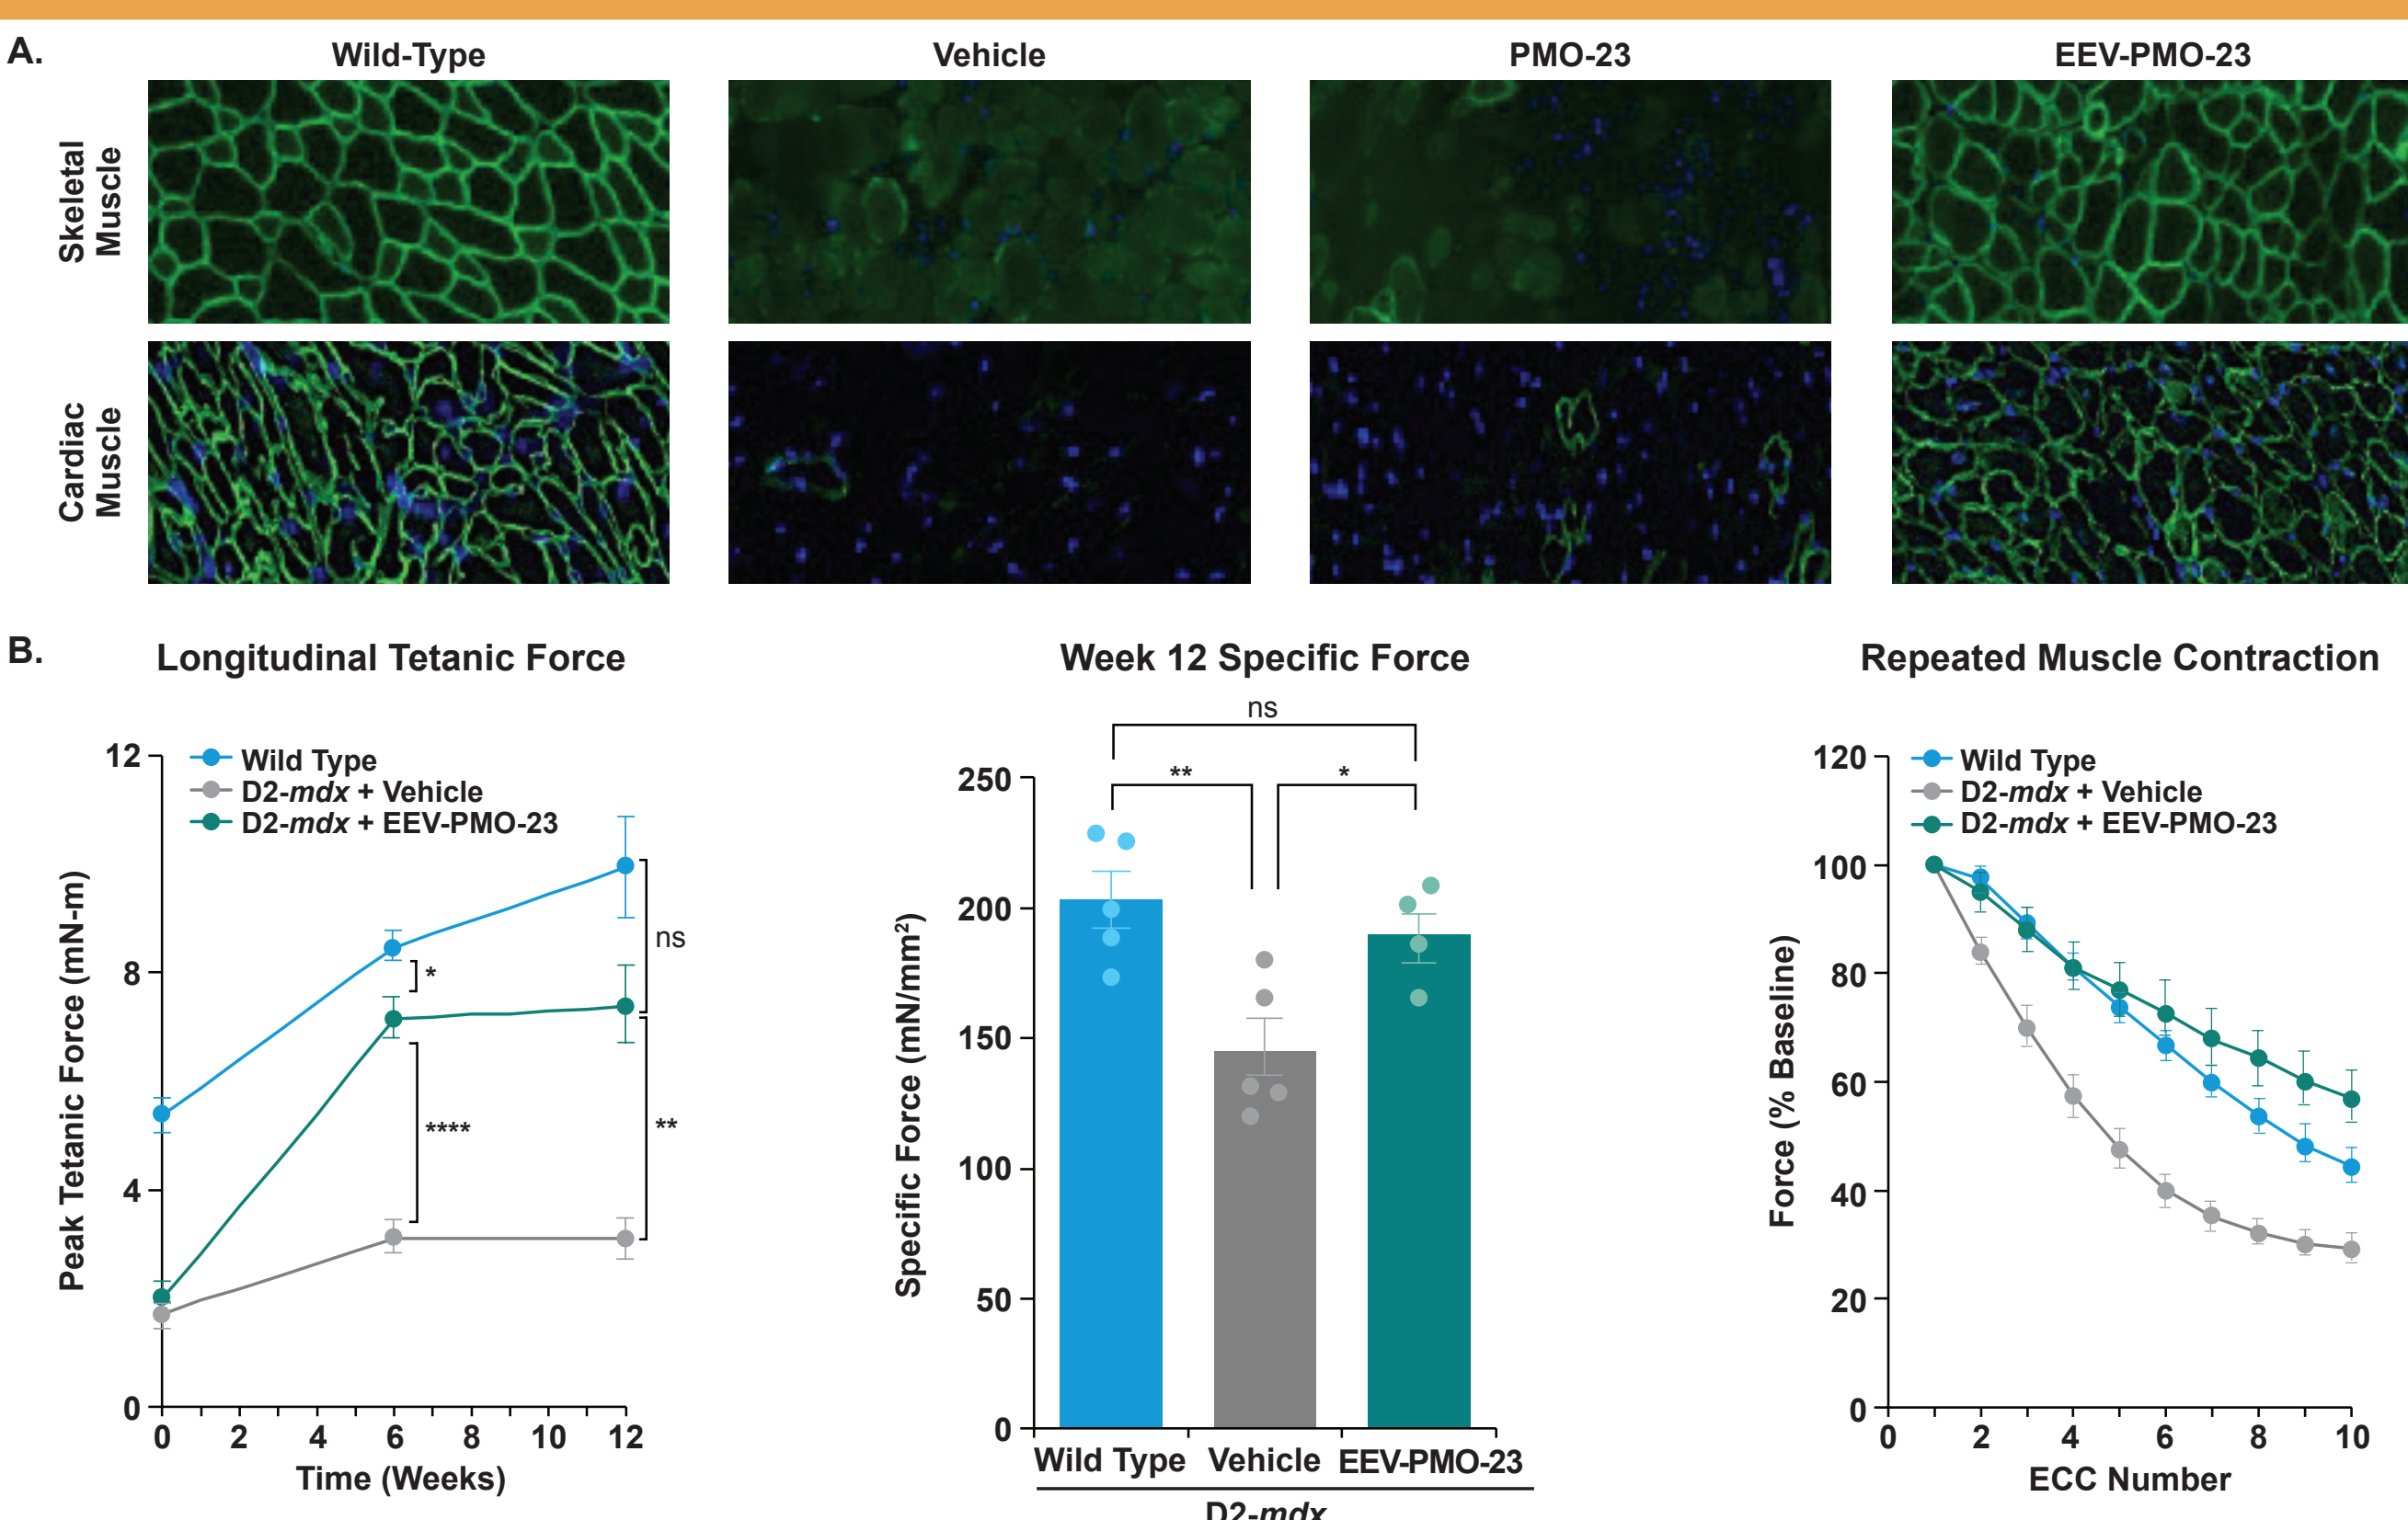 A.
Wild-Type
Vehicle
PMO-23
EEV-PMO-23
Skeletal
Muscle
Cardiac
Muscle
B.
Longitudinal Tetanic Force
12
8
4
0
Peak Tetanic Force (mN-m)
Wild Type
D2-mdx + Vehicle
D2-mdx + EEV-PMO-23
*
****
ns
**
0 2 4 6 8 10 12
Time (Weeks)
Week 12 Specific Force
ns
** *
250
200
150
100
50
0
Specific Force (mN/mm²)
Wild Type Vehicle EEV-PMO-23
D2-mdx
Repeated Muscle Contraction
120
100
80
60
40
20
0
Force (% Baseline)
Wild Type
D2-mdx + Vehicle
D2-mdx + EEV-PMO-23
0 2 4 6 8 10
ECC Number